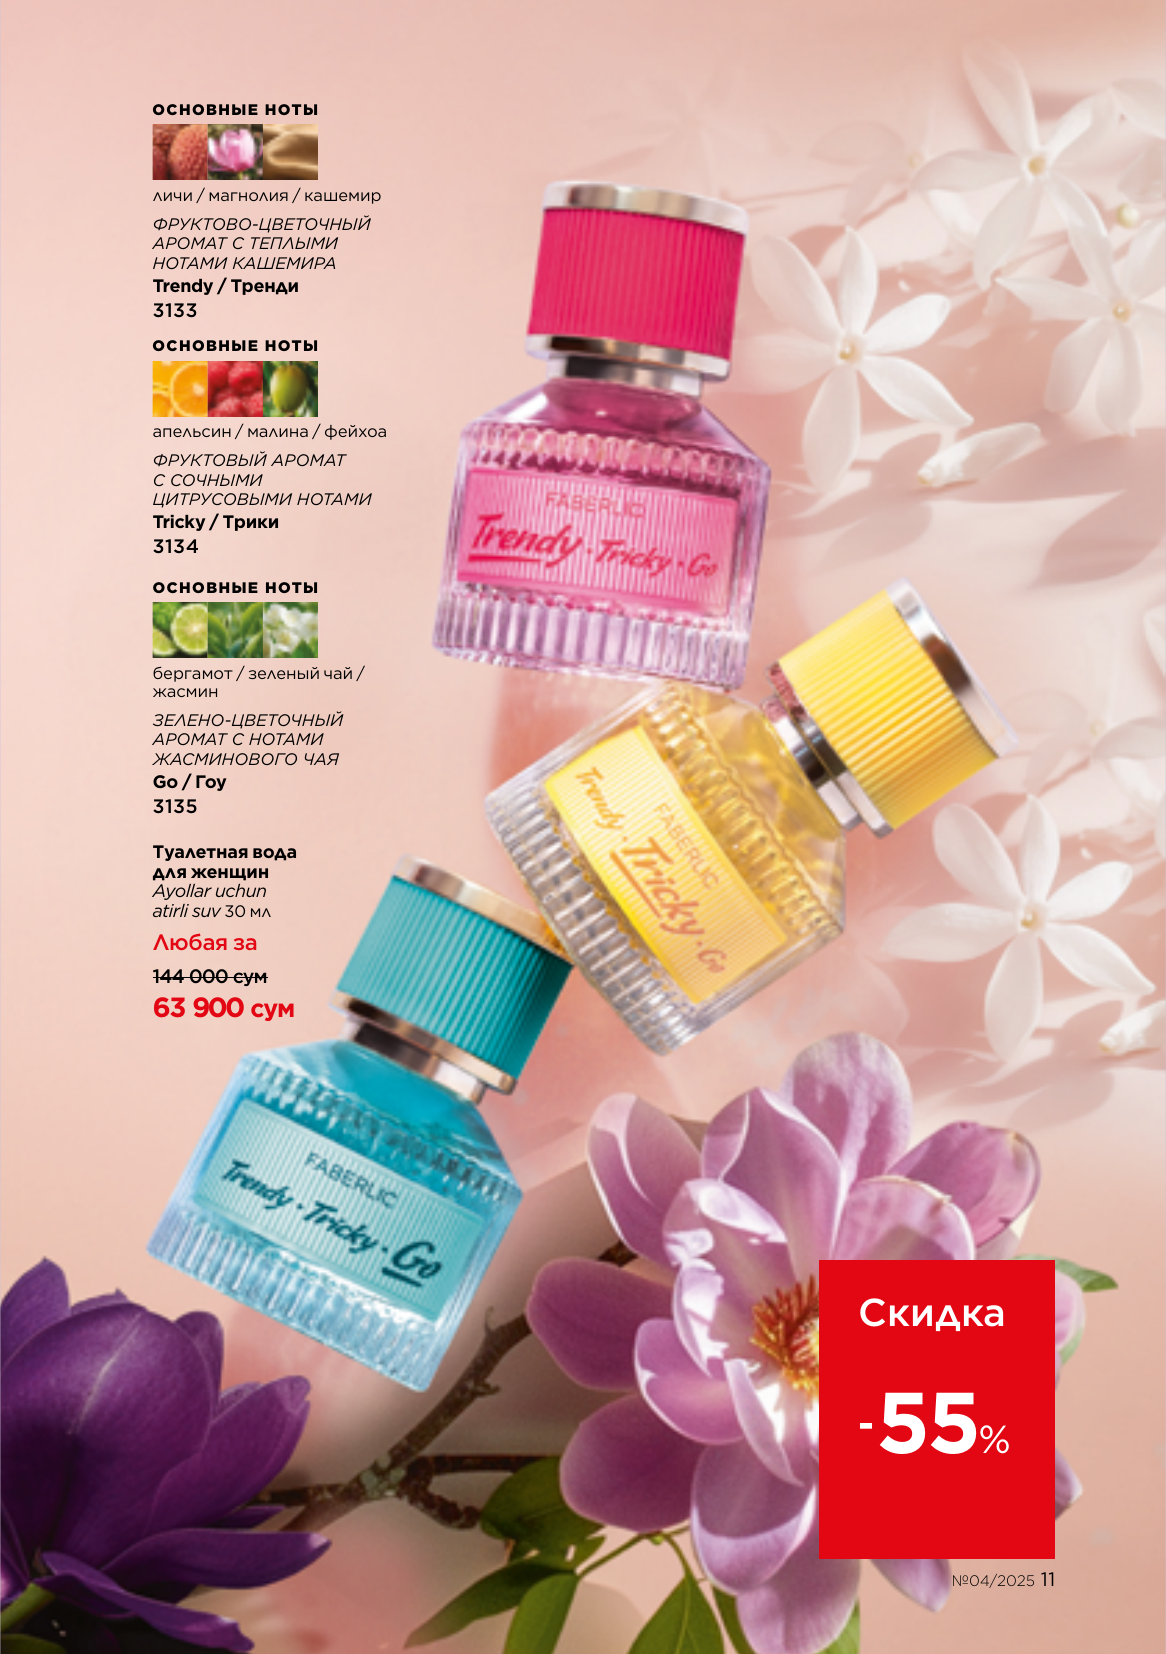 ОСНОВНЫЕ НОТЫ
личи / магнолия / кашемир
ФРУКТОВО-ЦВЕТОЧНЫЙ
АРОМАТ С ТЕПЛЫМИ
НОТАМИ КАШЕМИРА
Trendy / Тренди
3133
ОСНОВНЫЕ НОТЫ
апельсин / малина / фейхоа
ФРУКТОВЫЙ АРОМАТ
С СОЧНЫМИ
ЦИТРУСОВЫМИ НОТАМИ
Tricky / Трики
3134
ОСНОВНЫЕ НОТЫ
бергамот / зеленый чай /
жасмин
ЗЕЛЕНО-ЦВЕТОЧНЫЙ
АРОМАТ С НОТАМИ
ЖАСМИНОВОГО ЧАЯ
Go / Гоу
3135
Туалетная вода
для женщин
Ayollar uchun
atirli suv 30 мл
Любая за
144 000 сум
63 900 сум
FABERLIC
Trendy · Tricky · Go
FABERLIC
Trendy · Tricky · Go
FABERLIC
Trendy · Tricky · Go
Скидка
-55%
№04/2025 11